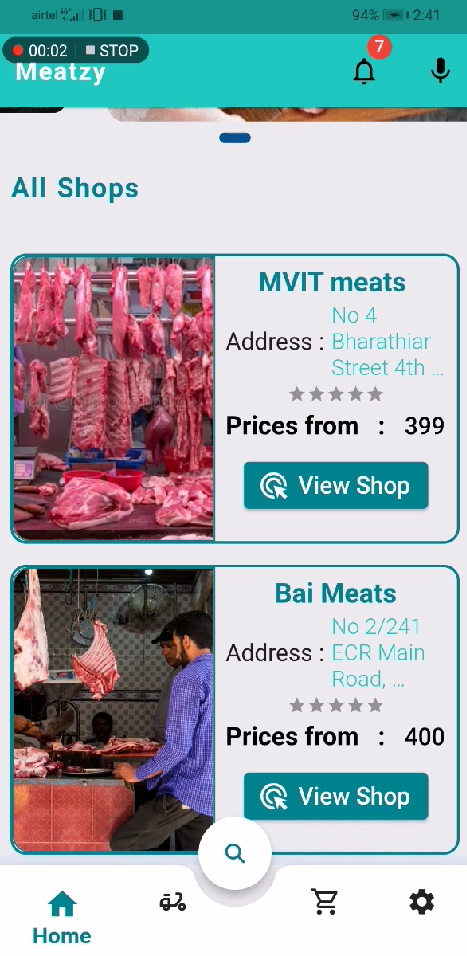 airtel 4G 94% 2:41
00:02 STOP
Meatzy 7
All Shops
MVIT meats
Address : No 4
Bharathiar
Street 4th ...
Prices from : 399
View Shop
Bai Meats
Address : No 2/241
ECR Main
Road, ...
Prices from : 400
View Shop
Home